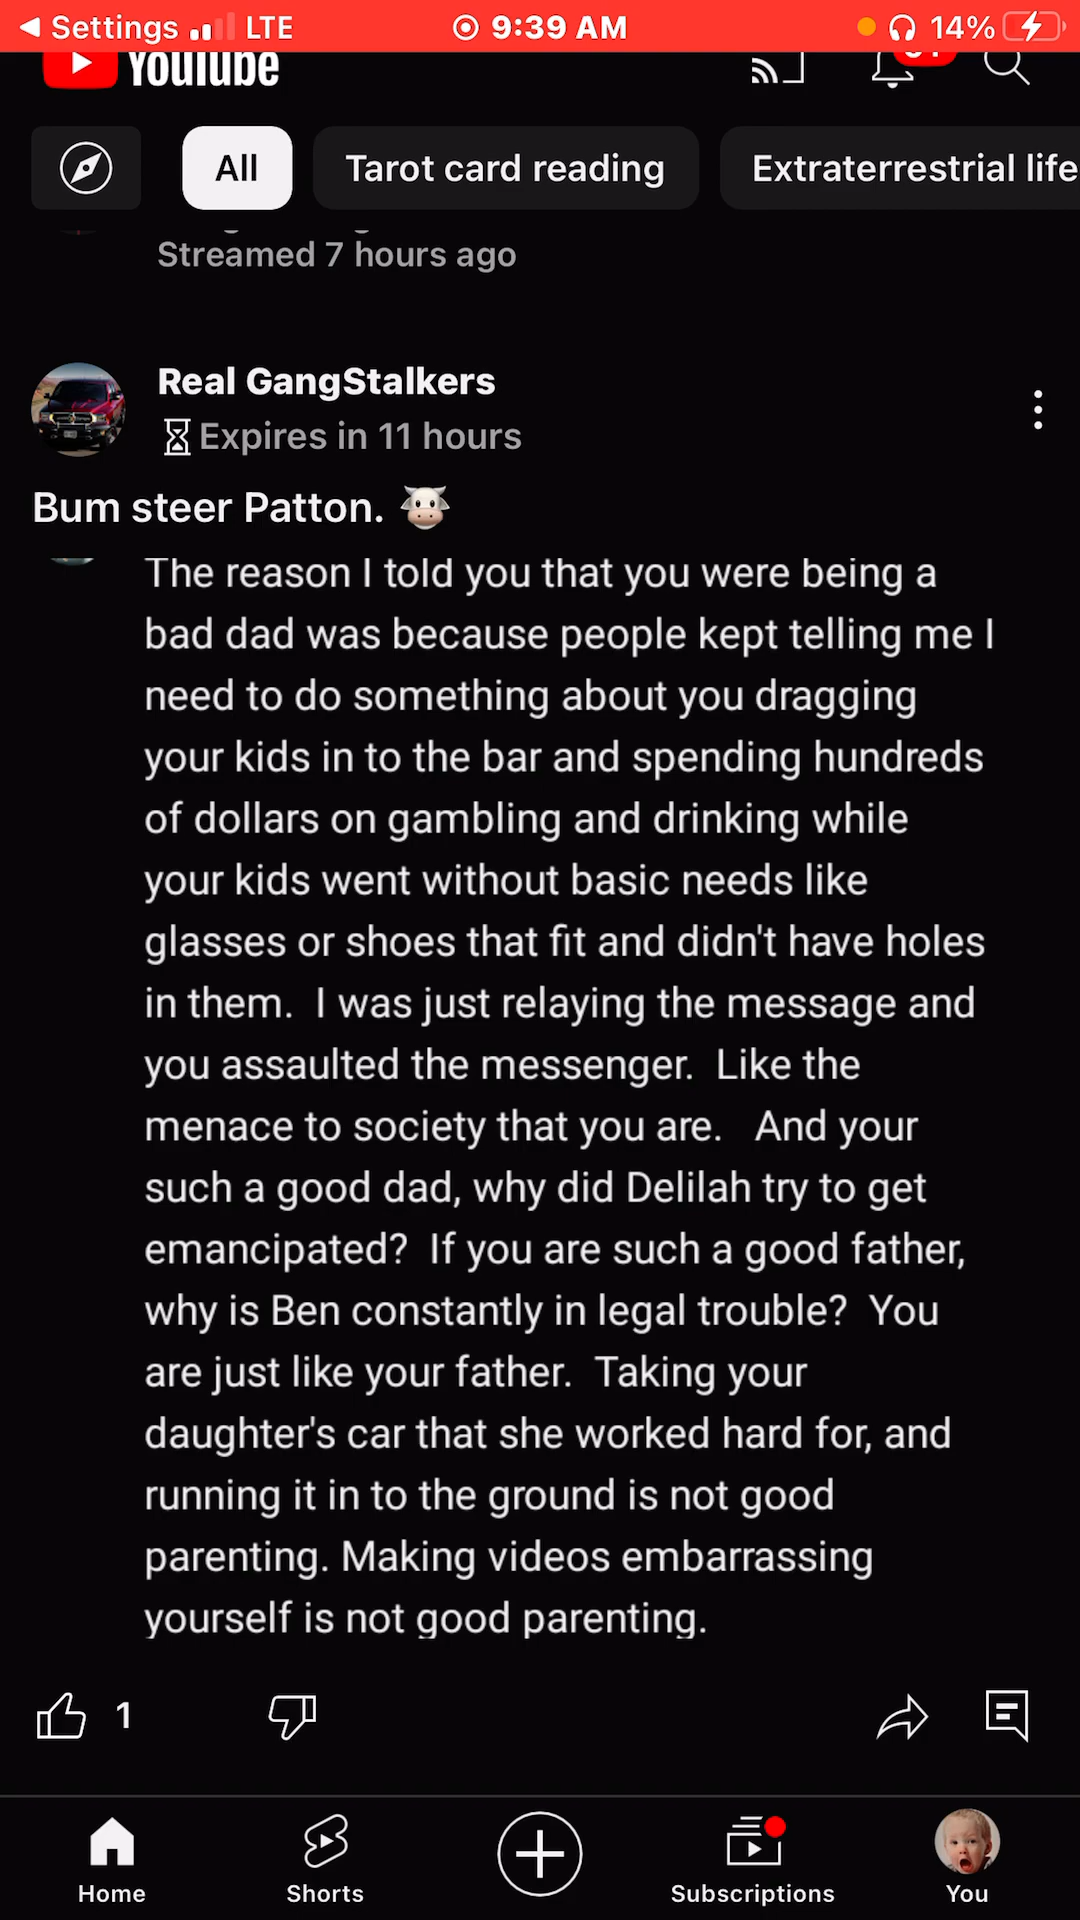 Settings LTE 9:39 AM 14%
YouTube
All Tarot card reading Extraterrestrial life
Streamed 7 hours ago
Real GangStalkers
Expires in 11 hours
Bum steer Patton.
The reason I told you that you were being a
bad dad was because people kept telling me I
need to do something about you dragging
your kids in to the bar and spending hundreds
of dollars on gambling and drinking while
your kids went without basic needs like
glasses or shoes that fit and didn't have holes
in them.  I was just relaying the message and
you assaulted the messenger.  Like the
menace to society that you are.   And your
such a good dad, why did Delilah try to get
emancipated?  If you are such a good father,
why is Ben constantly in legal trouble?  You
are just like your father.  Taking your
daughter's car that she worked hard for, and
running it in to the ground is not good
parenting. Making videos embarrassing
yourself is not good parenting.
1
Home Shorts Subscriptions You